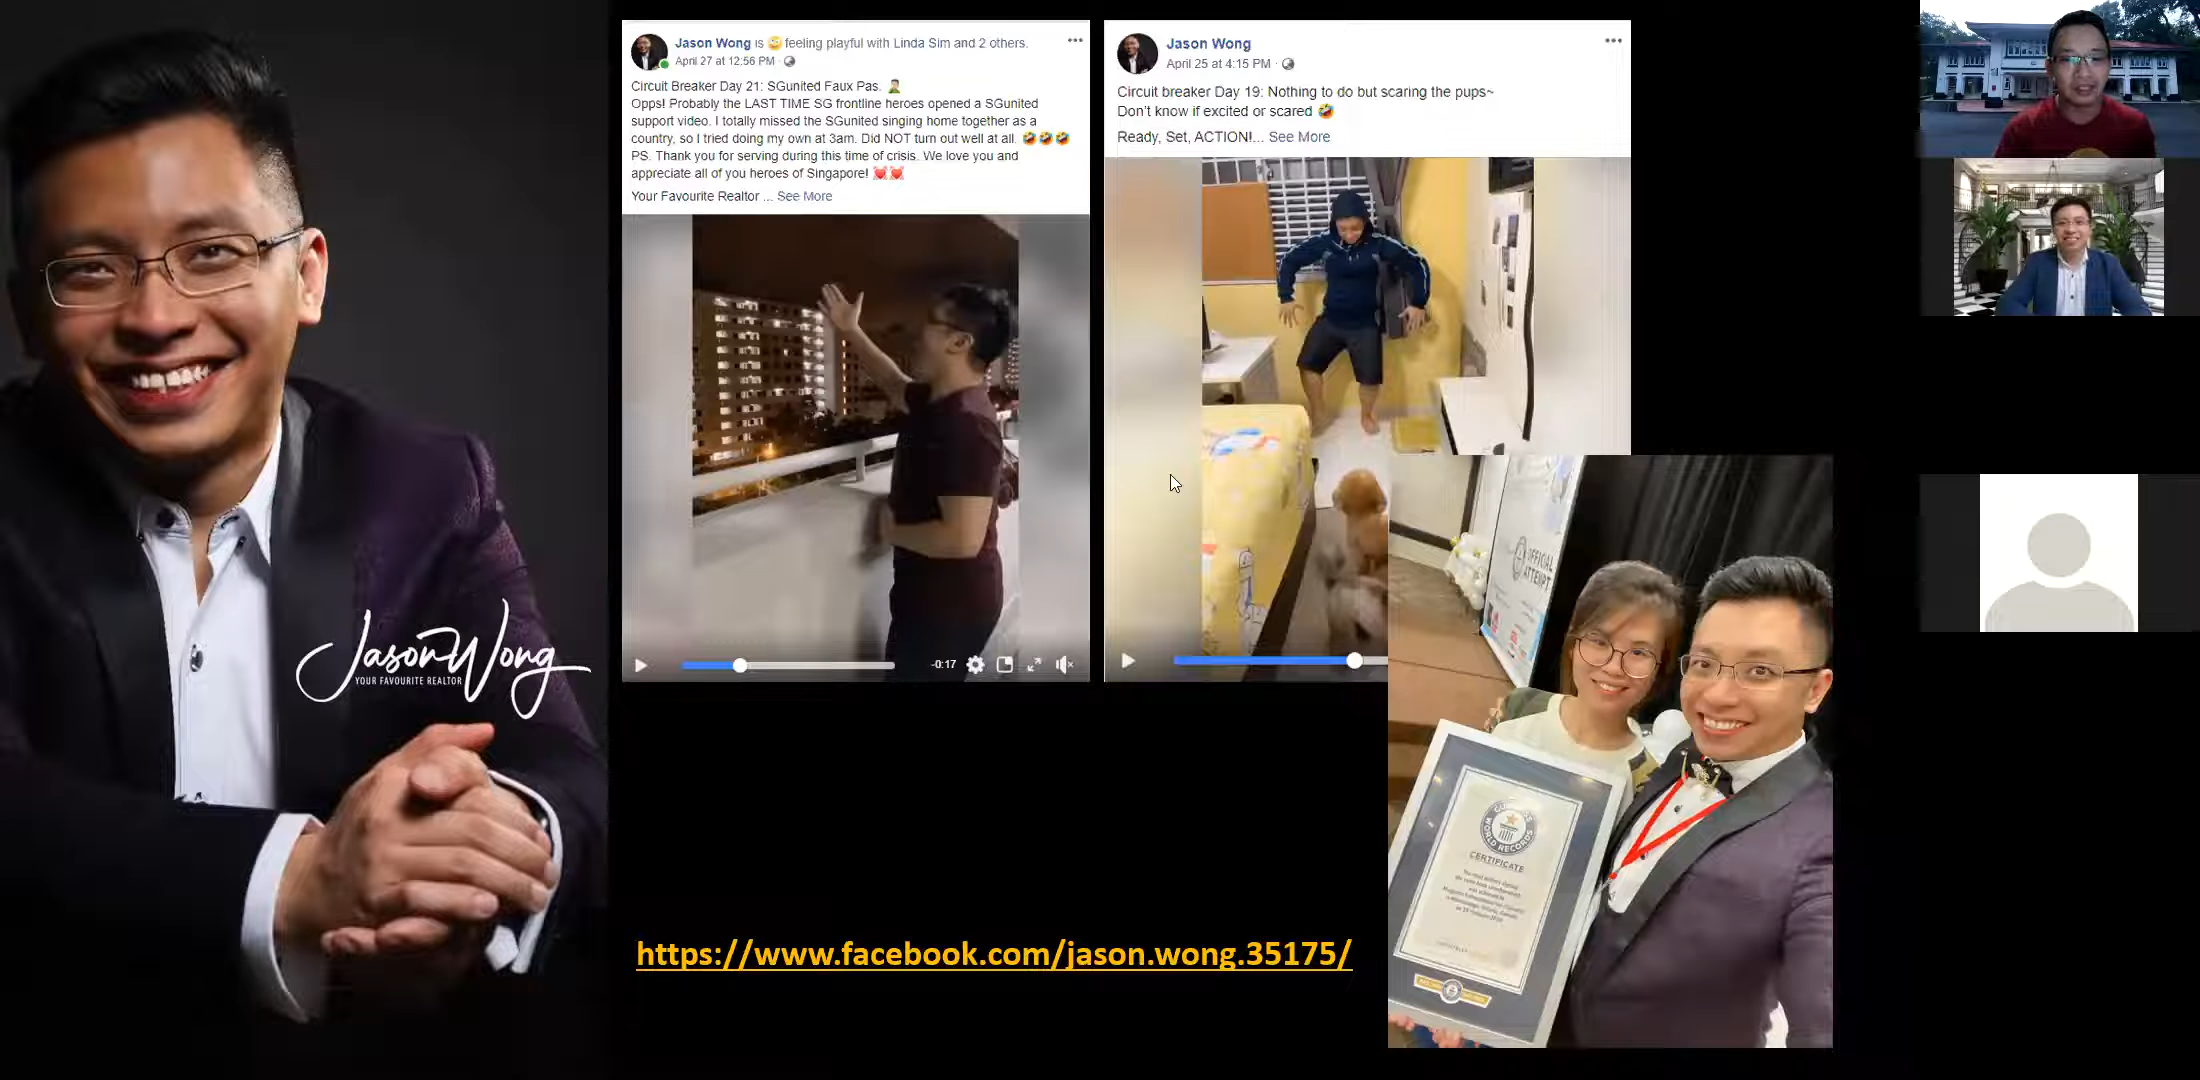 Jason Wong is feeling playful with Linda Sim and 2 others.
April 27 at 12:56 PM ·
Circuit Breaker Day 21: SGunited Faux Pas. 🤦
Opps! Probably the LAST TIME SG frontline heroes opened a SGunited
support video. I totally missed the SGunited singing home together as a
country, so I tried doing my own at 3am. Did NOT turn out well at all. 🤣🤣🤣
PS. Thank you for serving during this time of crisis. We love you and
appreciate all of you heroes of Singapore! 💓💓
Your Favourite Realtor ... See More
-0:17
Jason Wong
April 25 at 4:15 PM ·
Circuit breaker Day 19: Nothing to do but scaring the pups~
Don't know if excited or scared 🤣
Ready, Set, ACTION!... See More
Jason Wong
YOUR FAVOURITE REALTOR
OFFICIAL
ATTEMPT
GUINNESS
WORLD RECORDS
CERTIFICATE
https://www.facebook.com/jason.wong.35175/